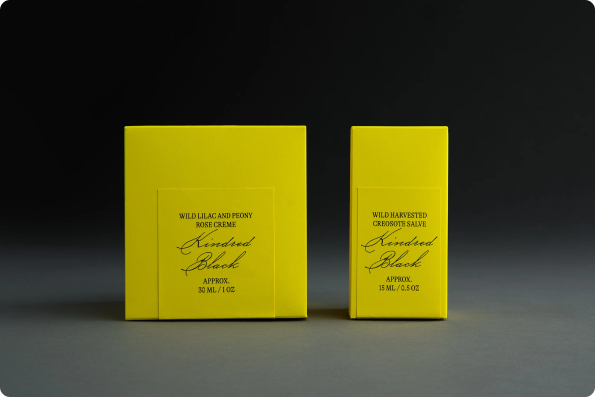 WILD LILAC AND PEONY
ROSE CREME
Kindred
Black
APPROX.
30 ML / 1 OZ
WILD HARVESTED
CREOSOTE SALVE
Kindred
Black
APPROX.
15 ML / 0.5 OZ